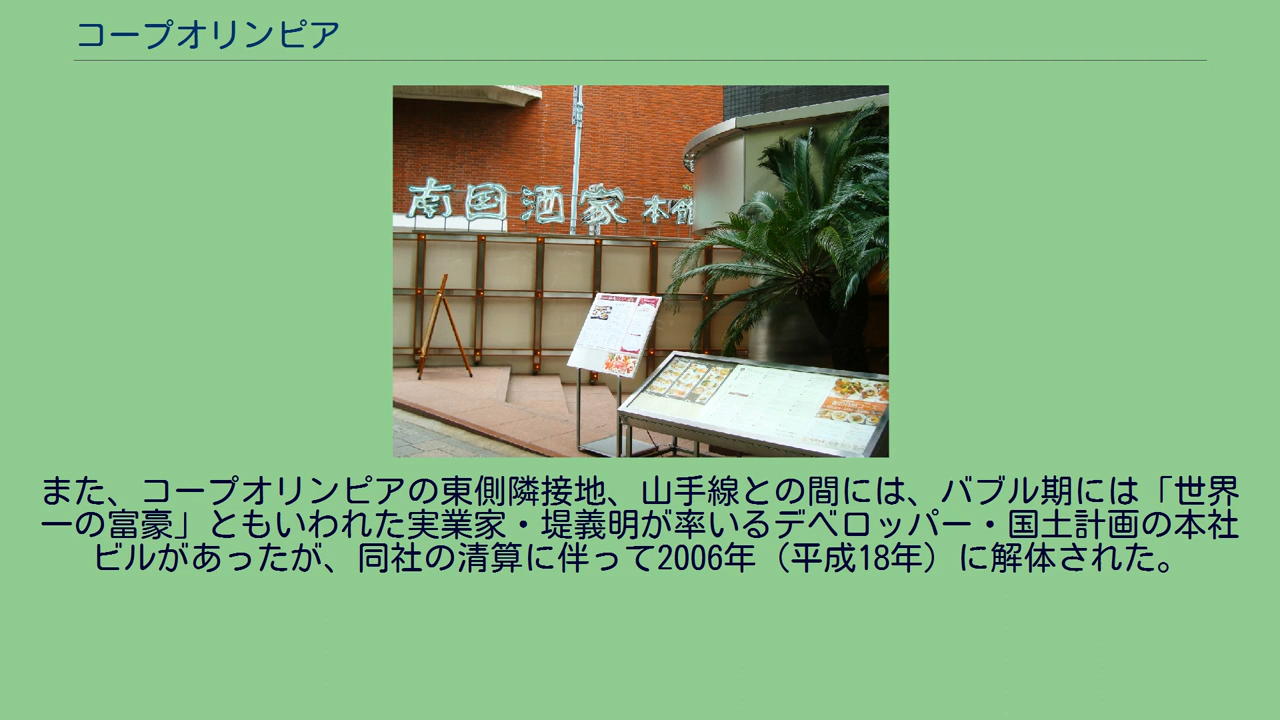 コープオリンピア
南国酒家 本館
また、コープオリンピアの東側隣接地、山手線との間には、バブル期には「世界
一の富豪」ともいわれた実業家・堤義明が率いるデベロッパー・国土計画の本社
ビルがあったが、同社の清算に伴って2006年（平成18年）に解体された。